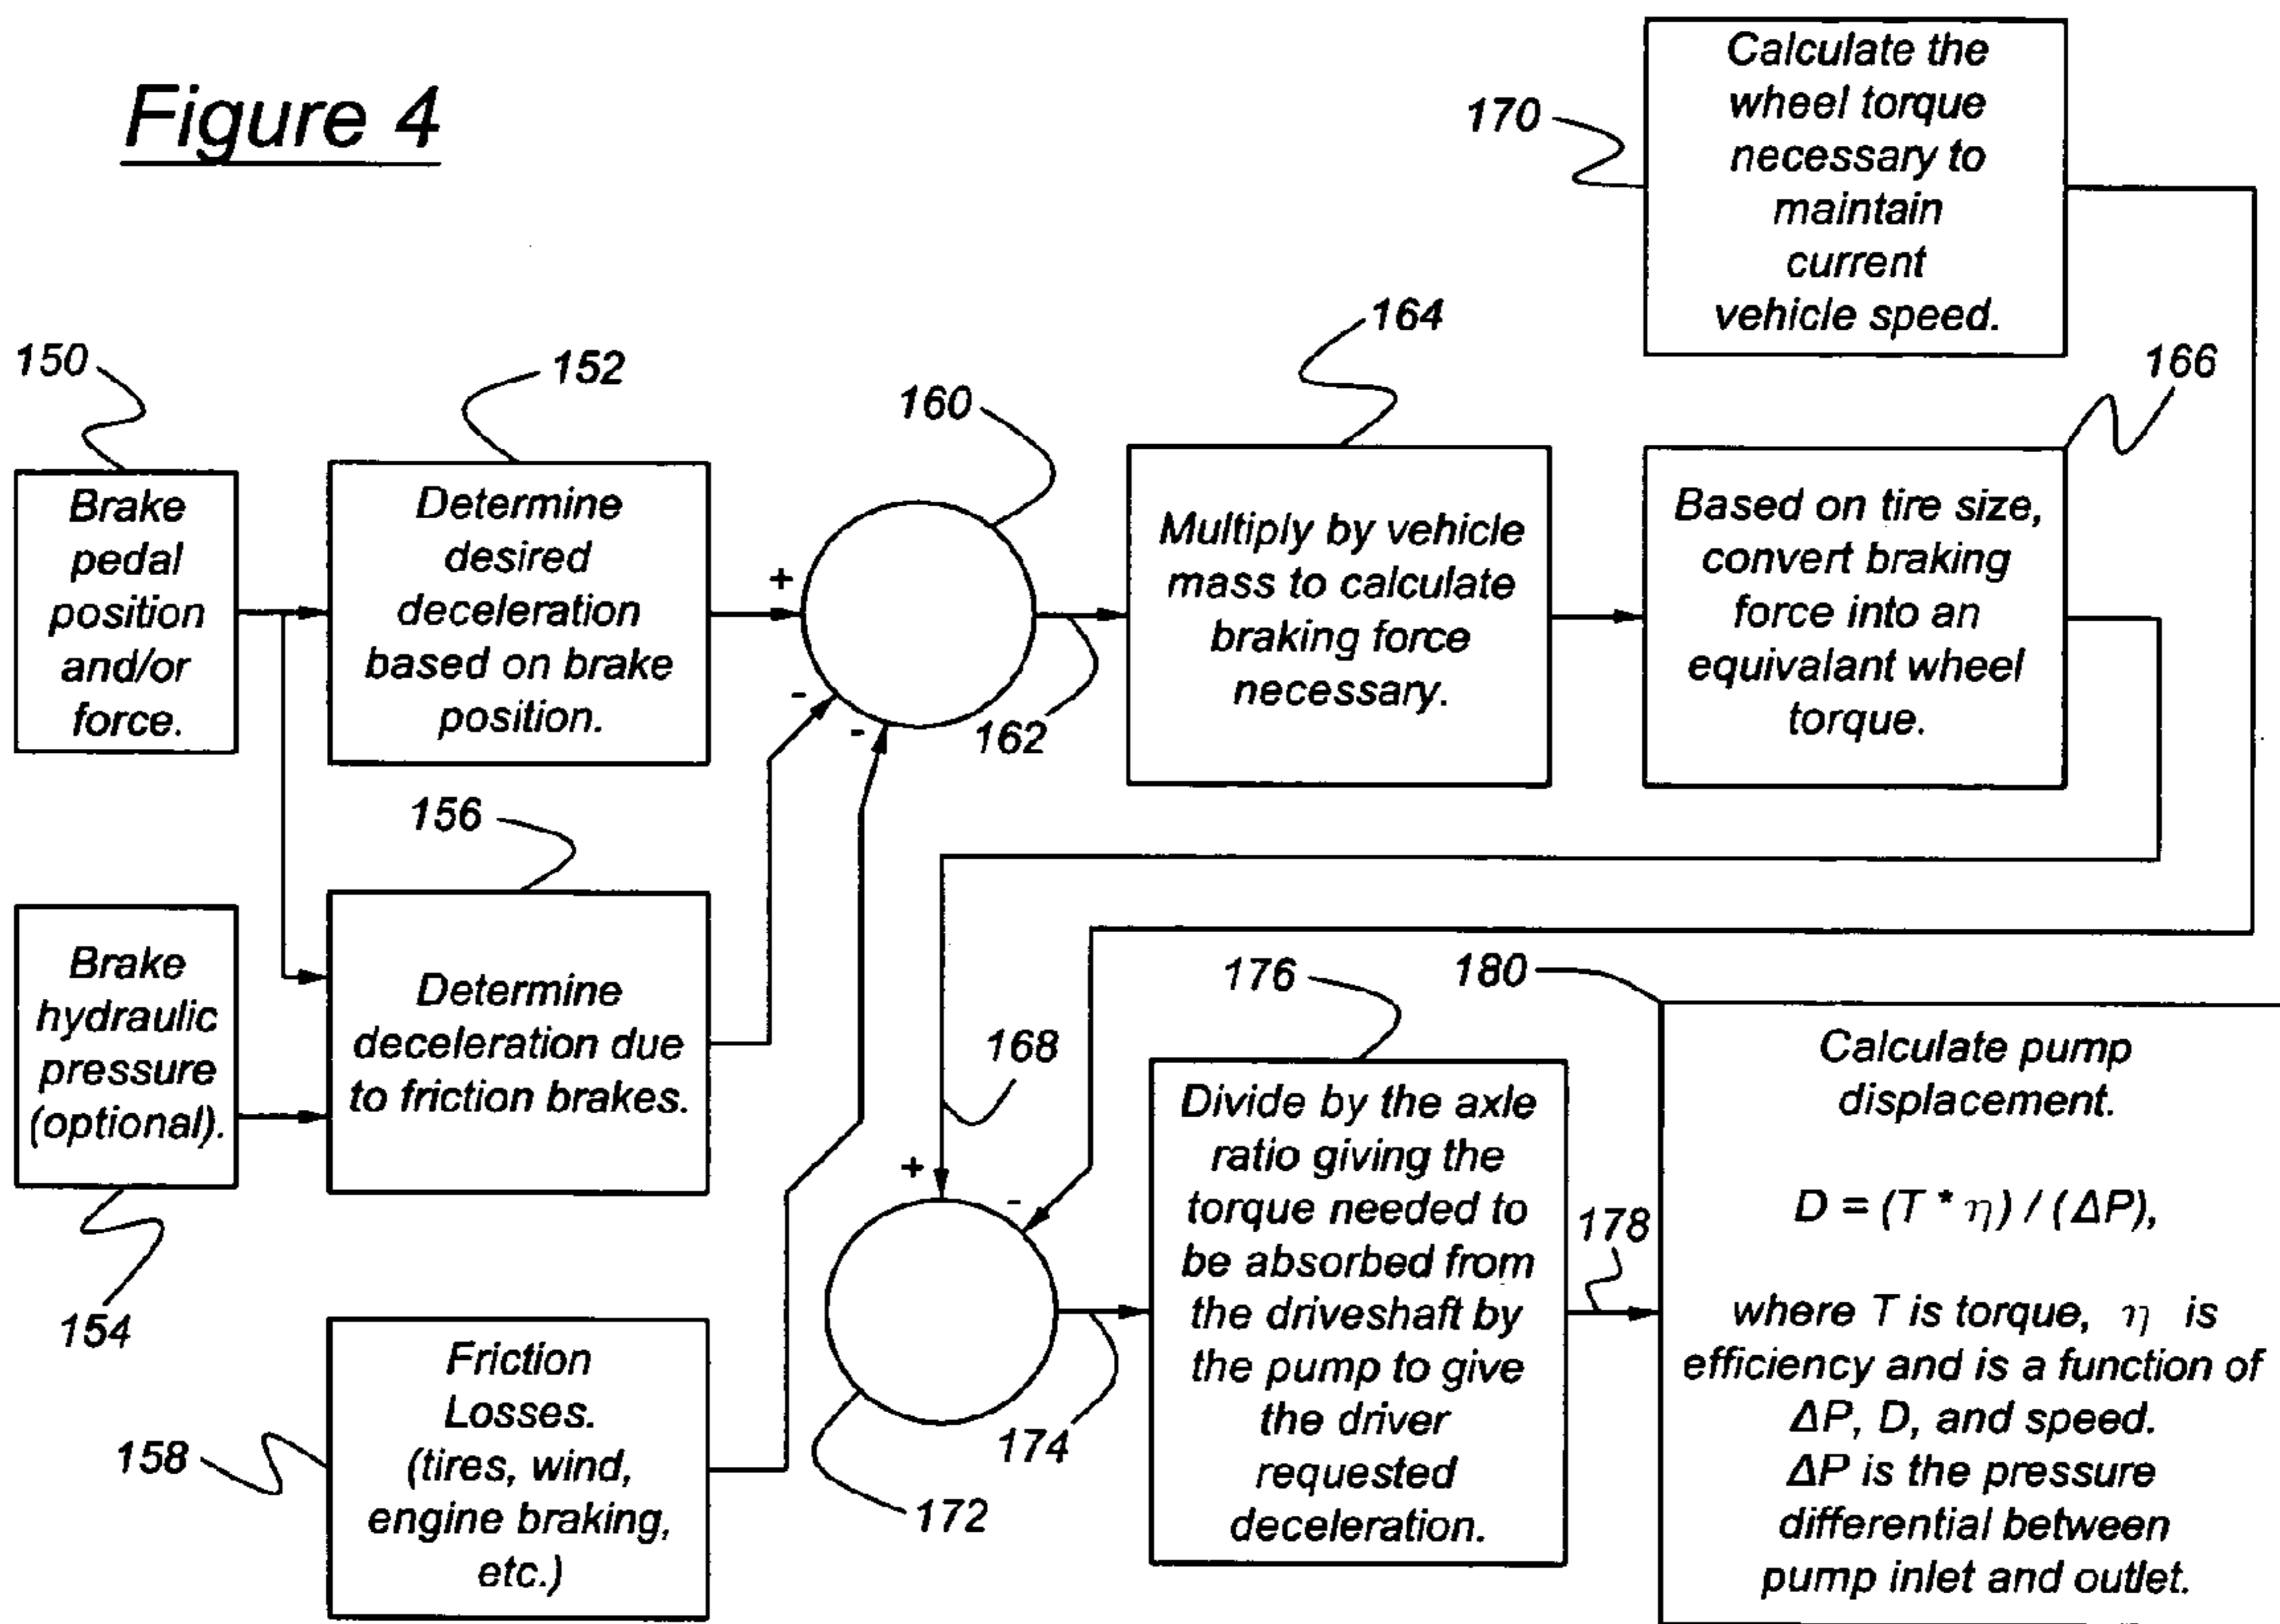 Figure 4
170
Calculate the
wheel torque
necessary to
maintain
current
vehicle speed.
150
Brake
pedal
position
and/or
force.
152
Determine
desired
deceleration
based on brake
position.
160
+
-
-
162
164
Multiply by vehicle
mass to calculate
braking force
necessary.
166
Based on tire size,
convert braking
force into an
equivalant wheel
torque.
154
Brake
hydraulic
pressure
(optional).
156
Determine
deceleration due
to friction brakes.
158
Friction
Losses.
(tires, wind,
engine braking,
etc.)
168
+
-
172
174
176
Divide by the axle
ratio giving the
torque needed to
be absorbed from
the driveshaft by
the pump to give
the driver
requested
deceleration.
178
180
Calculate pump
displacement.
D = (T * η) / (ΔP),
where T is torque, η is
efficiency and is a function of
ΔP, D, and speed.
ΔP is the pressure
differential between
pump inlet and outlet.